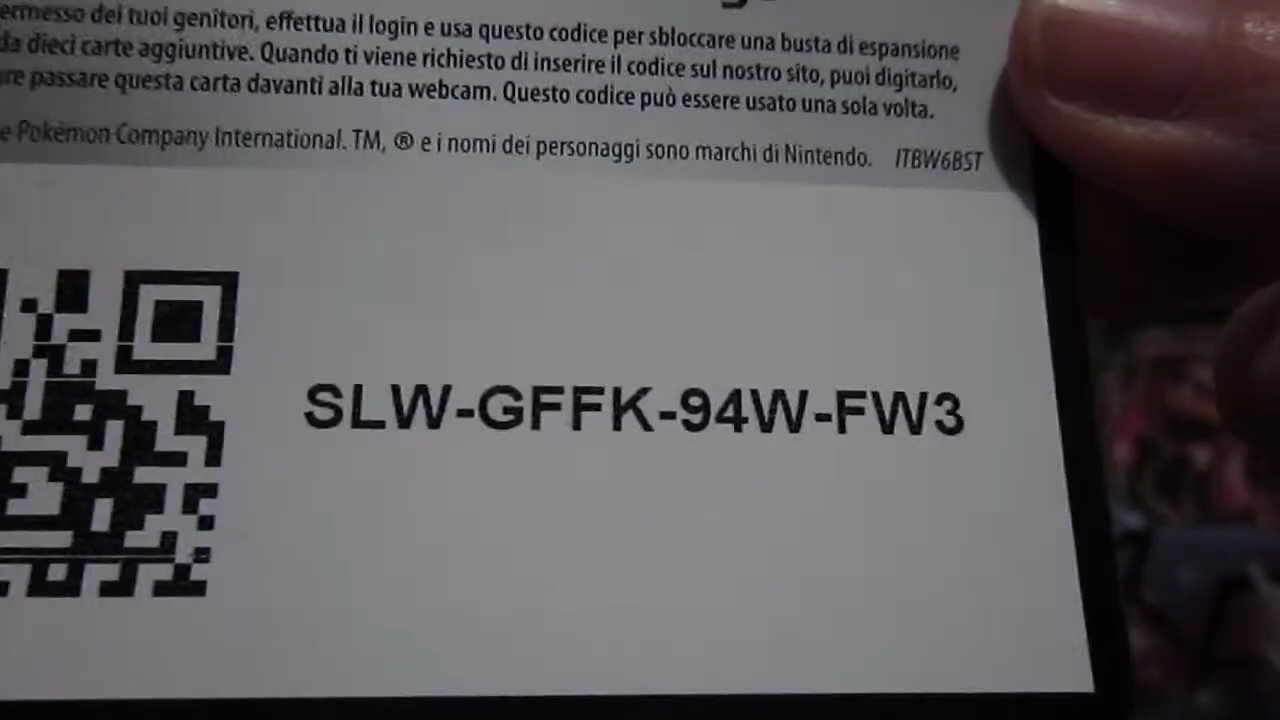 permesso dei tuoi genitori, effettua il login e usa questo codice per sbloccare una busta di espansione
da dieci carte aggiuntive. Quando ti viene richiesto di inserire il codice sul nostro sito, puoi digitarlo,
passare questa carta davanti alla tua webcam. Questo codice può essere usato una sola volta.
Pokémon Company International. TM, ® e i nomi dei personaggi sono marchi di Nintendo. ITBW6BST
SLW-GFFK-94W-FW3